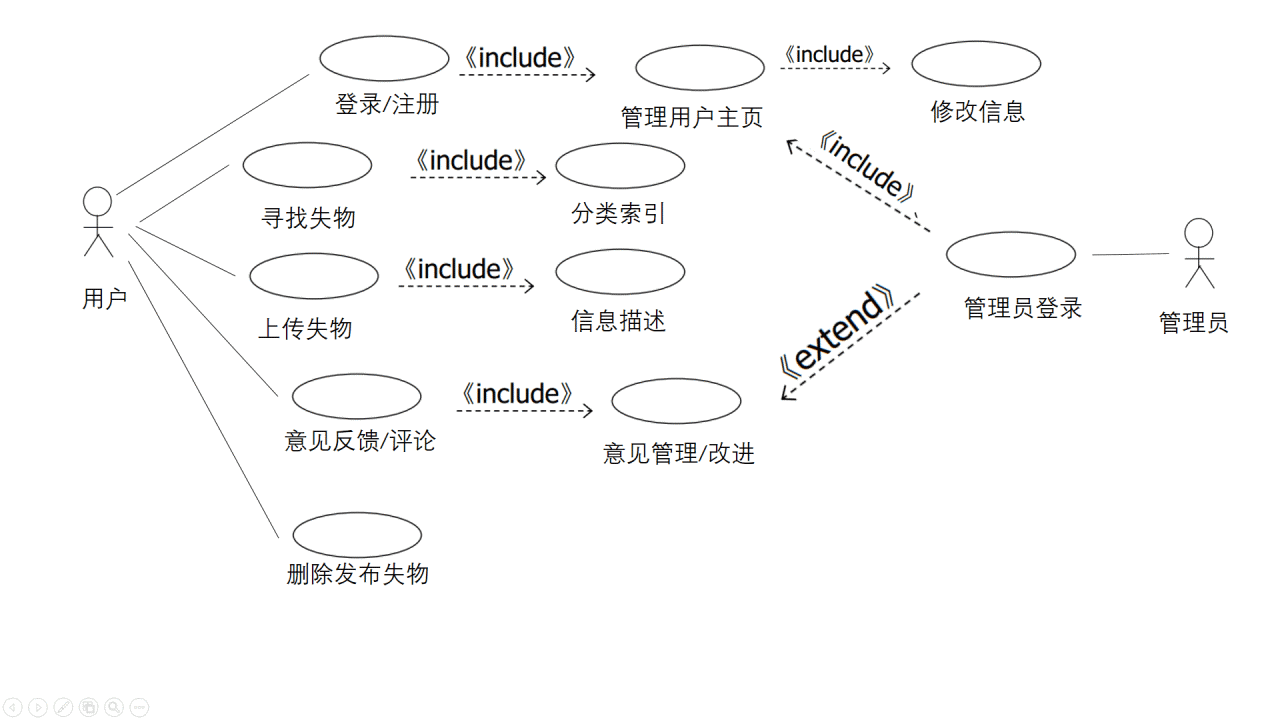 《include》
《include》
登录/注册
管理用户主页
修改信息
《include》
《include》
寻找失物
分类索引
《include》
用户
上传失物
信息描述
管理员登录
管理员
《extend》
《include》
意见反馈/评论
意见管理/改进
删除发布失物